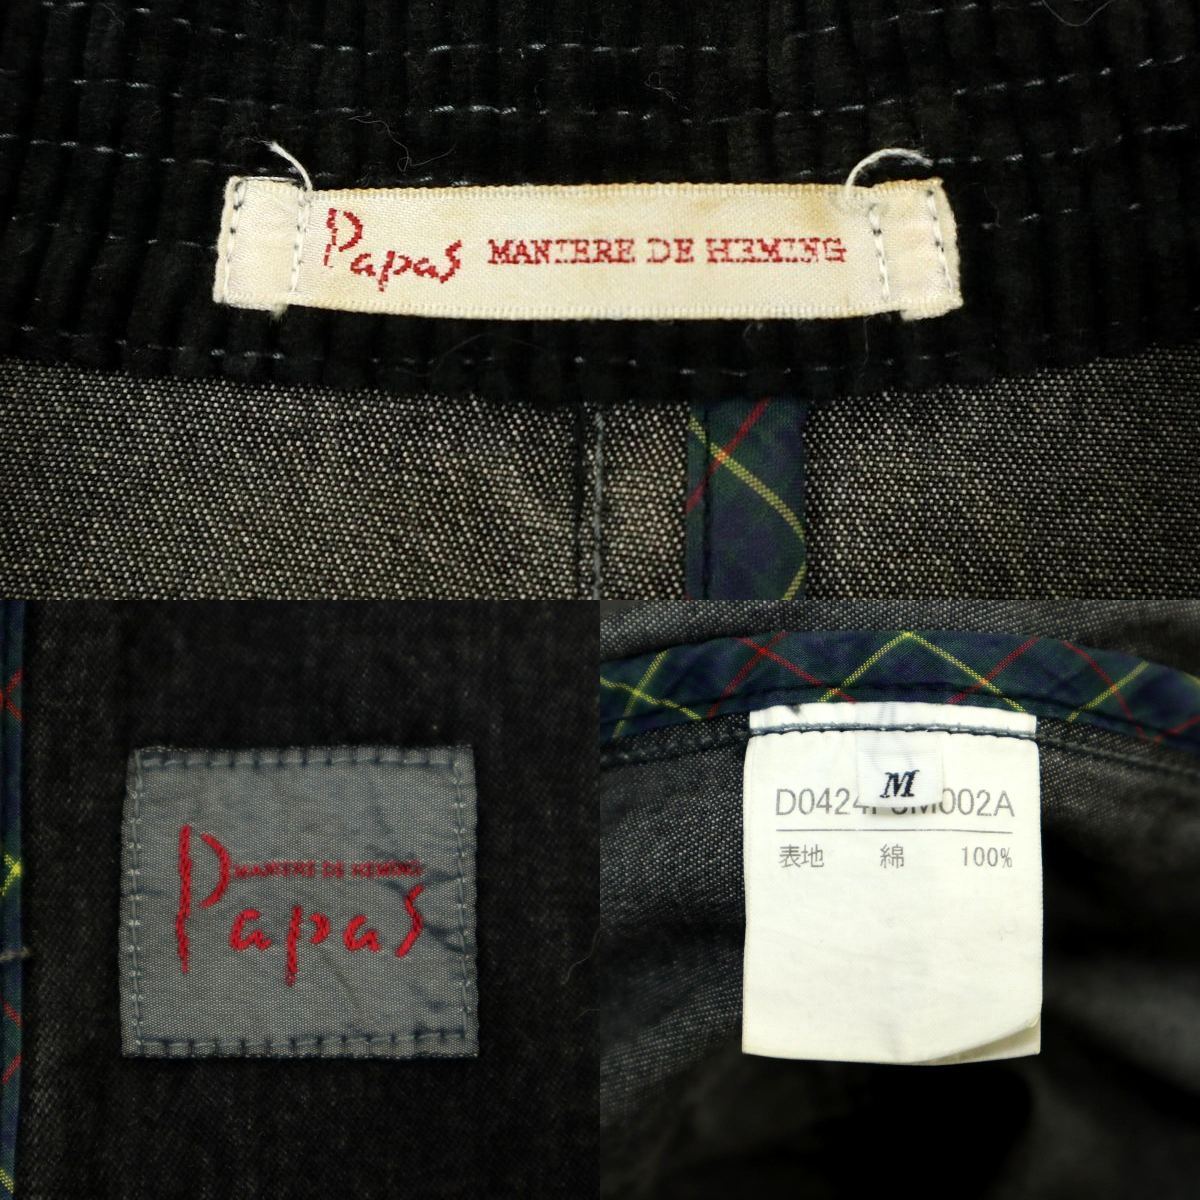 Papas MANIERE DE HEMING
MANIERE DE HEMING
Papas
M
表地 綿 100%